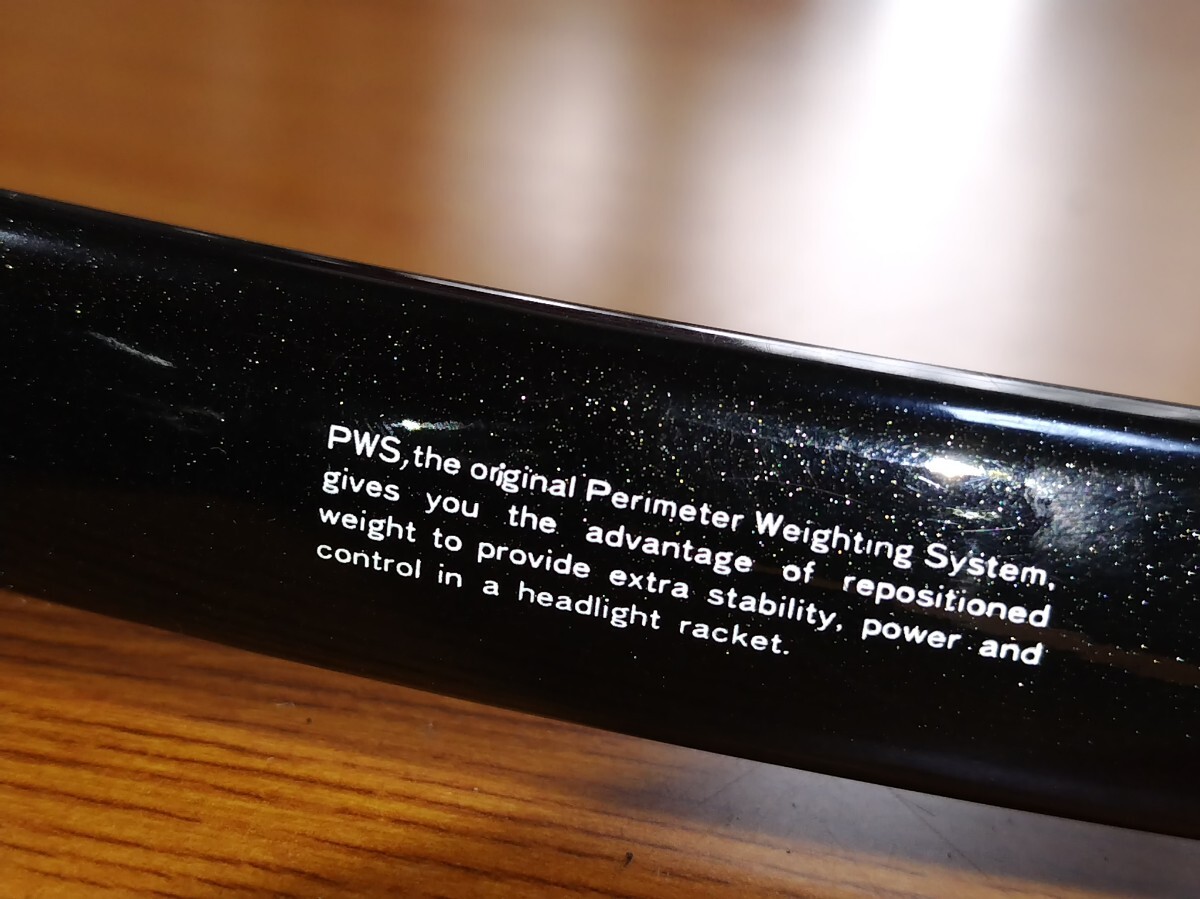 PWS, the original Perimeter Weighting System,
gives you the advantage of repositioned
weight to provide extra stability, power and
control in a headlight racket.